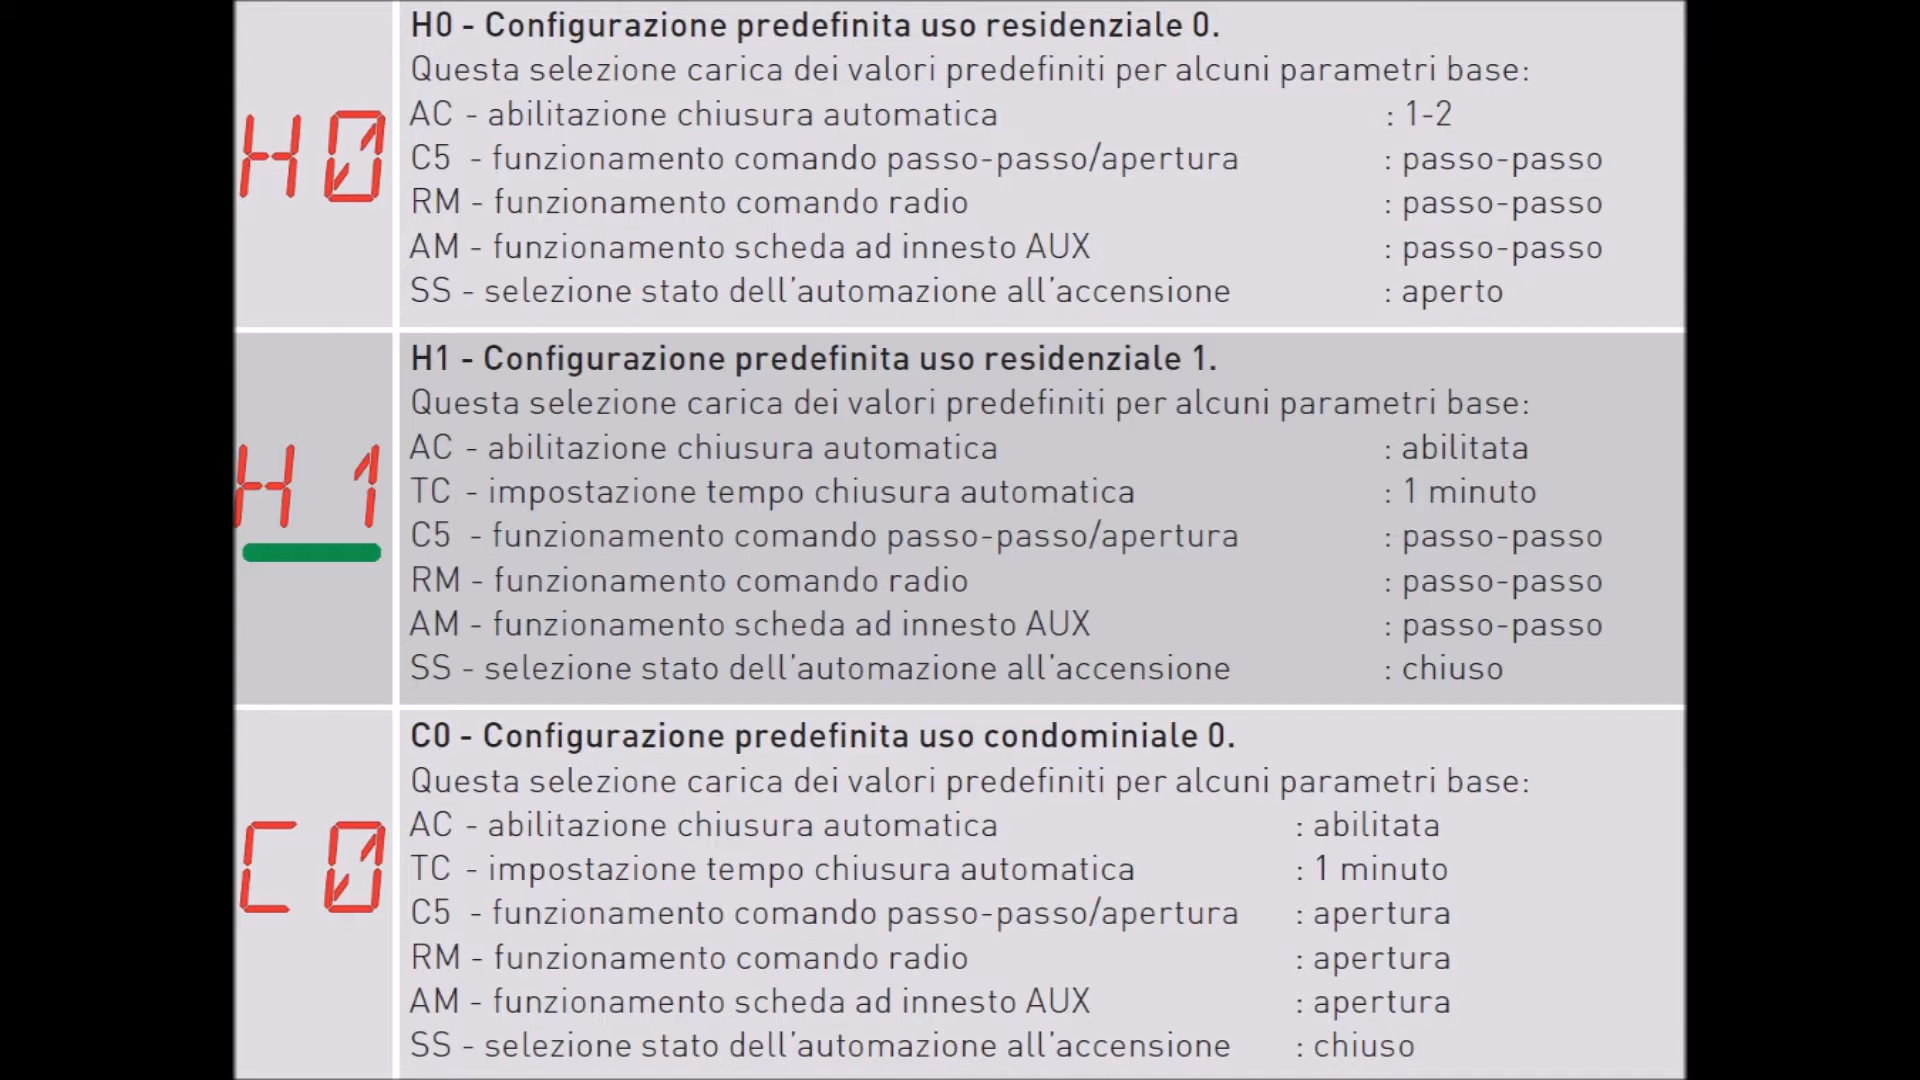 H0
H0 - Configurazione predefinita uso residenziale 0.
Questa selezione carica dei valori predefiniti per alcuni parametri base:
AC - abilitazione chiusura automatica : 1-2
C5 - funzionamento comando passo-passo/apertura : passo-passo
RM - funzionamento comando radio : passo-passo
AM - funzionamento scheda ad innesto AUX : passo-passo
SS - selezione stato dell'automazione all'accensione : aperto
H1
H1 - Configurazione predefinita uso residenziale 1.
Questa selezione carica dei valori predefiniti per alcuni parametri base:
AC - abilitazione chiusura automatica : abilitata
TC - impostazione tempo chiusura automatica : 1 minuto
C5 - funzionamento comando passo-passo/apertura : passo-passo
RM - funzionamento comando radio : passo-passo
AM - funzionamento scheda ad innesto AUX : passo-passo
SS - selezione stato dell'automazione all'accensione : chiuso
C0
C0 - Configurazione predefinita uso condominiale 0.
Questa selezione carica dei valori predefiniti per alcuni parametri base:
AC - abilitazione chiusura automatica : abilitata
TC - impostazione tempo chiusura automatica : 1 minuto
C5 - funzionamento comando passo-passo/apertura : apertura
RM - funzionamento comando radio : apertura
AM - funzionamento scheda ad innesto AUX : apertura
SS - selezione stato dell'automazione all'accensione : chiuso